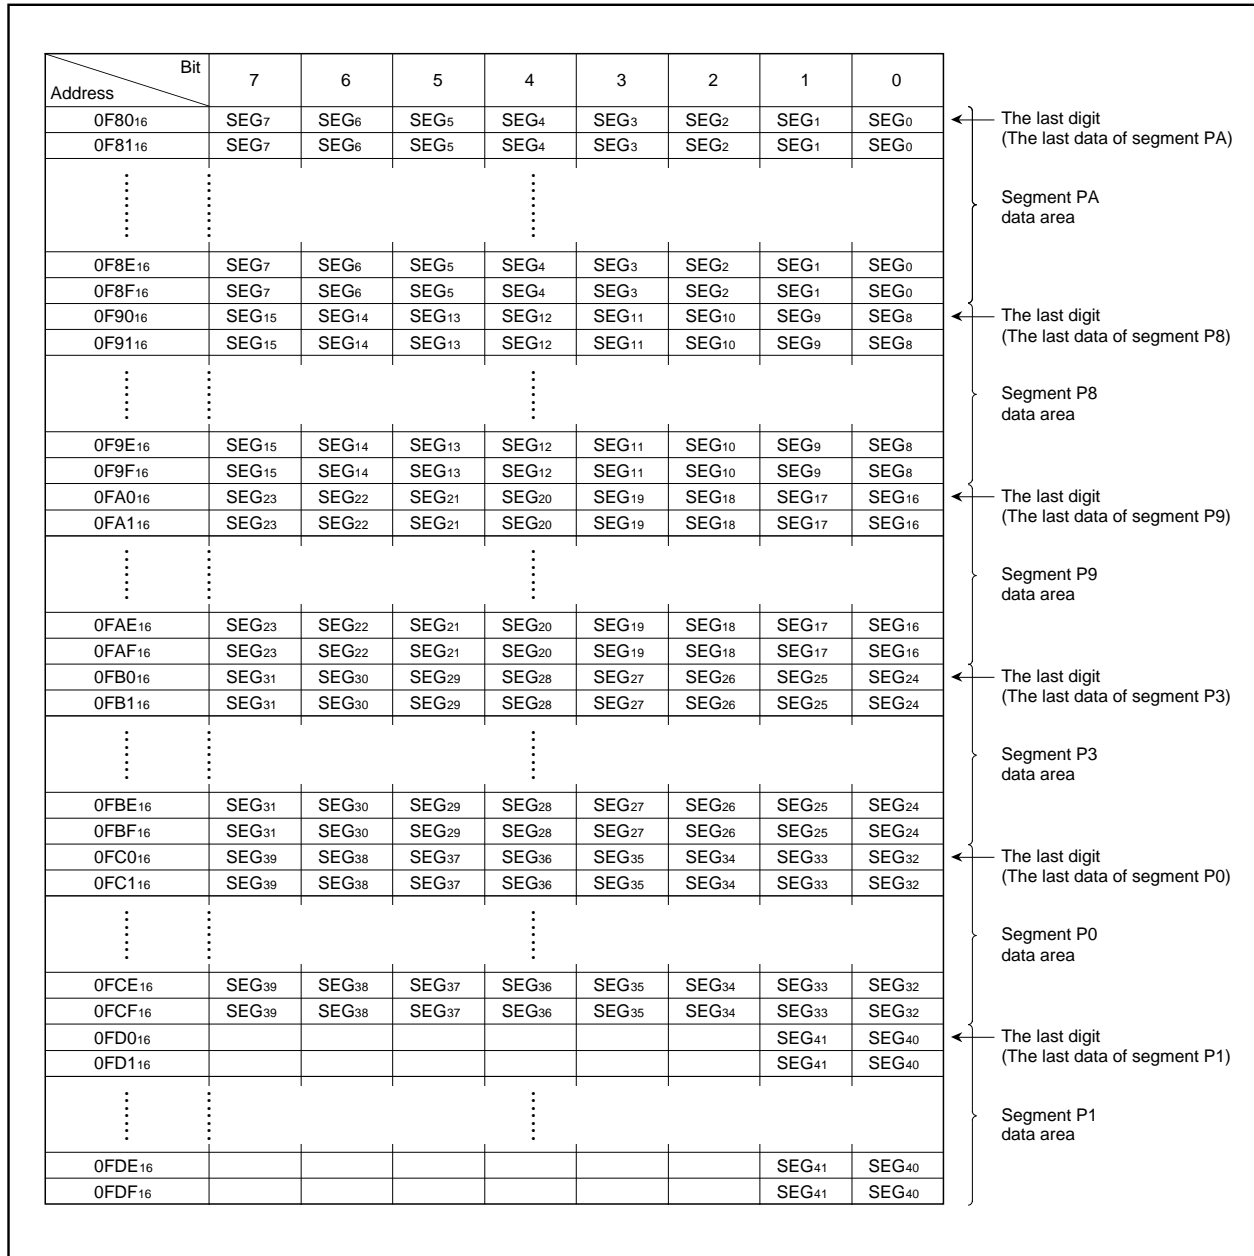 Bit
Address 7 6 5 4 3 2 1 0
0F8016 SEG7 SEG6 SEG5 SEG4 SEG3 SEG2 SEG1 SEG0 The last digit
0F8116 SEG7 SEG6 SEG5 SEG4 SEG3 SEG2 SEG1 SEG0 (The last data of segment PA)
Segment PA
data area
0F8E16 SEG7 SEG6 SEG5 SEG4 SEG3 SEG2 SEG1 SEG0
0F8F16 SEG7 SEG6 SEG5 SEG4 SEG3 SEG2 SEG1 SEG0
0F9016 SEG15 SEG14 SEG13 SEG12 SEG11 SEG10 SEG9 SEG8 The last digit
0F9116 SEG15 SEG14 SEG13 SEG12 SEG11 SEG10 SEG9 SEG8 (The last data of segment P8)
Segment P8
data area
0F9E16 SEG15 SEG14 SEG13 SEG12 SEG11 SEG10 SEG9 SEG8
0F9F16 SEG15 SEG14 SEG13 SEG12 SEG11 SEG10 SEG9 SEG8
0FA016 SEG23 SEG22 SEG21 SEG20 SEG19 SEG18 SEG17 SEG16 The last digit
0FA116 SEG23 SEG22 SEG21 SEG20 SEG19 SEG18 SEG17 SEG16 (The last data of segment P9)
Segment P9
data area
0FAE16 SEG23 SEG22 SEG21 SEG20 SEG19 SEG18 SEG17 SEG16
0FAF16 SEG23 SEG22 SEG21 SEG20 SEG19 SEG18 SEG17 SEG16
0FB016 SEG31 SEG30 SEG29 SEG28 SEG27 SEG26 SEG25 SEG24 The last digit
0FB116 SEG31 SEG30 SEG29 SEG28 SEG27 SEG26 SEG25 SEG24 (The last data of segment P3)
Segment P3
data area
0FBE16 SEG31 SEG30 SEG29 SEG28 SEG27 SEG26 SEG25 SEG24
0FBF16 SEG31 SEG30 SEG29 SEG28 SEG27 SEG26 SEG25 SEG24
0FC016 SEG39 SEG38 SEG37 SEG36 SEG35 SEG34 SEG33 SEG32 The last digit
0FC116 SEG39 SEG38 SEG37 SEG36 SEG35 SEG34 SEG33 SEG32 (The last data of segment P0)
Segment P0
data area
0FCE16 SEG39 SEG38 SEG37 SEG36 SEG35 SEG34 SEG33 SEG32
0FCF16 SEG39 SEG38 SEG37 SEG36 SEG35 SEG34 SEG33 SEG32
0FD016 SEG41 SEG40 The last digit
0FD116 SEG41 SEG40 (The last data of segment P1)
Segment P1
data area
0FDE16 SEG41 SEG40
0FDF16 SEG41 SEG40